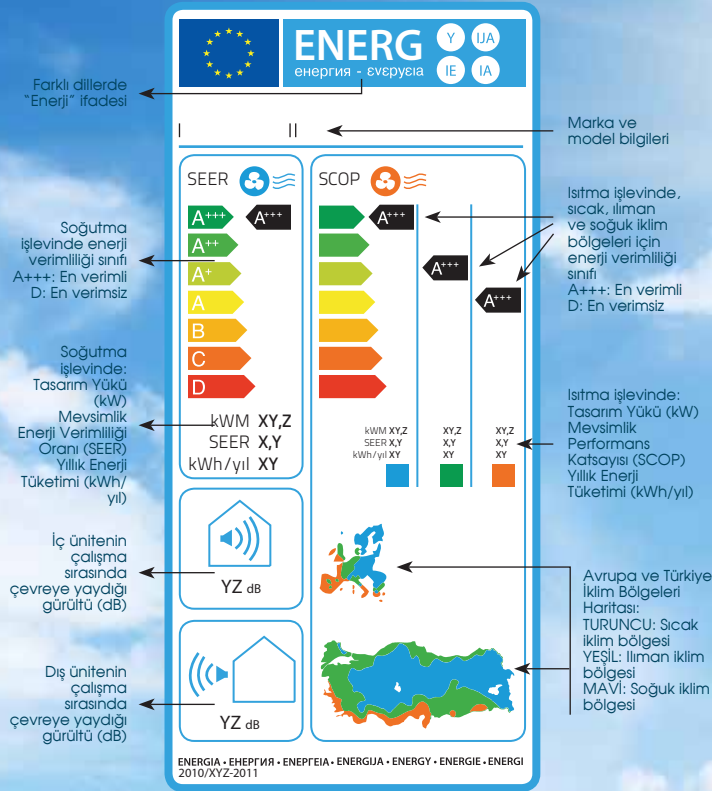 ENERG
енергия - ενεργεια
Y IJA
IE IA
Farklı dillerde
"Enerji" ifadesi
I II
Marka ve
model bilgileri
SEER
A+++ A+++
A++
A+
A
B
C
D
kWM XY,Z
SEER X,Y
kWh/yıl XY
Soğutma
işlevinde enerji
verimliliği sınıfı
A+++: En verimli
D: En verimsiz
Soğutma
işlevinde:
Tasarım Yükü
(kW)
Mevsimlik
Enerji Verimliliği
Oranı (SEER)
Yıllık Enerji
Tüketimi (kWh/
yıl)
SCOP
A+++
A+++
A+++
kWM XY,Z XY,Z XY,Z
SEER X,Y X,Y X,Y
kWh/yıl XY XY XY
Isıtma işlevinde,
sıcak, ılıman
ve soğuk iklim
bölgeleri için
enerji verimliliği
sınıfı
A+++: En verimli
D: En verimsiz
Isıtma işlevinde:
Tasarım Yükü (kW)
Mevsimlik
Performans
Katsayısı (SCOP)
Yıllık Enerji
Tüketimi (kWh/yıl)
İç ünitenin
çalışma
sırasında
çevreye yaydığı
gürültü (dB)
YZ dB
Dış ünitenin
çalışma
sırasında
çevreye yaydığı
gürültü (dB)
YZ dB
Avrupa ve Türkiye
İklim Bölgeleri
Haritası:
TURUNCU: Sıcak
iklim bölgesi
YEŞİL: Ilıman iklim
bölgesi
MAVİ: Soğuk iklim
bölgesi
ENERGIA • ЕНЕРГИЯ • ΕΝΕΡΓΕΙΑ • ENERGIJA • ENERGY • ENERGIE • ENERGI
2010/XYZ-2011